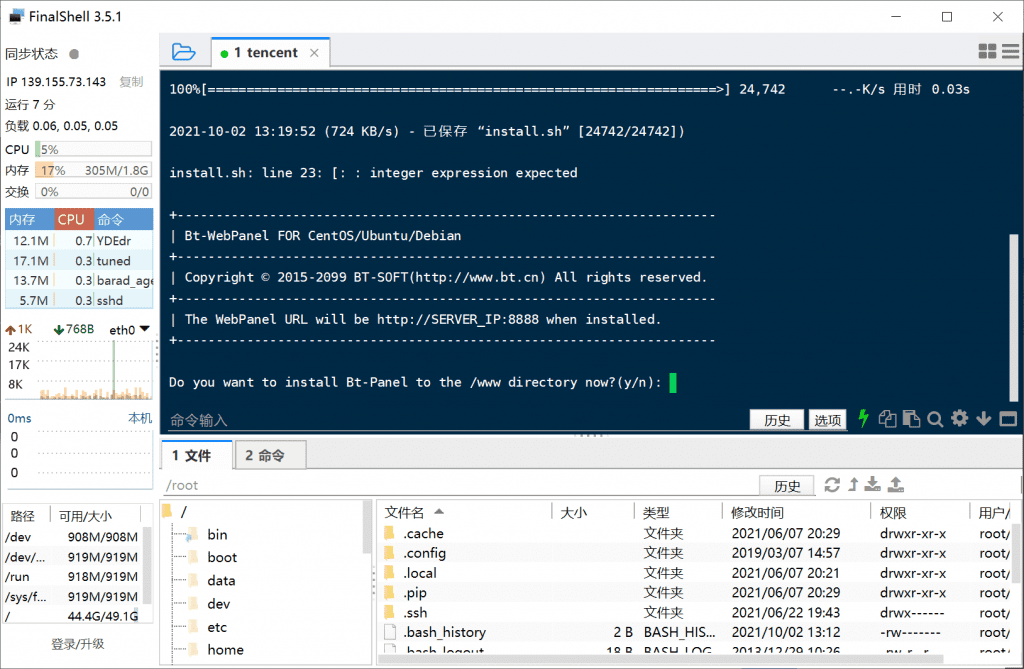 FinalShell 3.5.1
同步状态
IP 139.155.73.143 复制
运行 7 分
负载 0.06, 0.05, 0.05
CPU 5%
内存 17% 305M/1.8G
交换 0% 0/0
内存 CPU 命令
12.1M 0.7 YDEdr
17.1M 0.3 tuned
13.7M 0.3 barad_age
5.7M 0.3 sshd
1K 768B eth0
24K
17K
8K
0ms 本机
0
0
0
路径 可用/大小
/dev 908M/908M
/dev/... 919M/919M
/run 918M/919M
/sys/f... 919M/919M
/ 44.4G/49.1G
登录/升级
1 tencent
100%[==================================================================>] 24,742 --.-K/s 用时 0.03s
2021-10-02 13:19:52 (724 KB/s) - 已保存 “install.sh” [24742/24742])
install.sh: line 23: [: : integer expression expected
+----------------------------------------------------------------------
| Bt-WebPanel FOR CentOS/Ubuntu/Debian
+----------------------------------------------------------------------
| Copyright © 2015-2099 BT-SOFT(http://www.bt.cn) All rights reserved.
+----------------------------------------------------------------------
| The WebPanel URL will be http://SERVER_IP:8888 when installed.
+----------------------------------------------------------------------
Do you want to install Bt-Panel to the /www directory now?(y/n):
命令输入 历史 选项
1 文件 2 命令
/root 历史
/
bin
boot
data
dev
etc
home
文件名 大小 类型 修改时间 权限 用户/
.cache 文件夹 2021/06/07 20:29 drwxr-xr-x root/
.config 文件夹 2019/03/07 14:57 drwxr-xr-x root/
.local 文件夹 2021/06/07 20:21 drwxr-xr-x root/
.pip 文件夹 2021/06/07 20:29 drwxr-xr-x root/
.ssh 文件夹 2021/06/22 19:43 drwx------ root/
.bash_history 2 B BASH_HIS... 2021/10/02 13:12 -rw------- root/
.bash_logout 18 B BASH_LOG... 2013/12/29 10:26 -rw-r--r-- root/